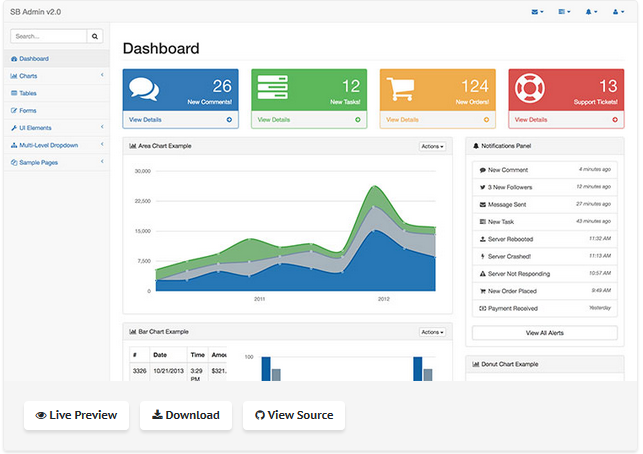 SB Admin v2.0
Search...
Dashboard
Charts
Tables
Forms
UI Elements
Multi-Level Dropdown
Sample Pages
Dashboard
26
New Comments!
View Details
12
New Tasks!
View Details
124
New Orders!
View Details
13
Support Tickets!
View Details
Area Chart Example
Actions
30,000
22,500
15,000
7,500
0
2011
2012
Notifications Panel
New Comment 4 minutes ago
3 New Followers 12 minutes ago
Message Sent 27 minutes ago
New Task 43 minutes ago
Server Rebooted 11:32 AM
Server Crashed! 11:13 AM
Server Not Responding 10:57 AM
New Order Placed 9:49 AM
Payment Received Yesterday
View All Alerts
Bar Chart Example
Actions
# Date Time Amou
3326 10/21/2013 3:29 $321.
PM
100
Donut Chart Example
Live Preview
Download
View Source